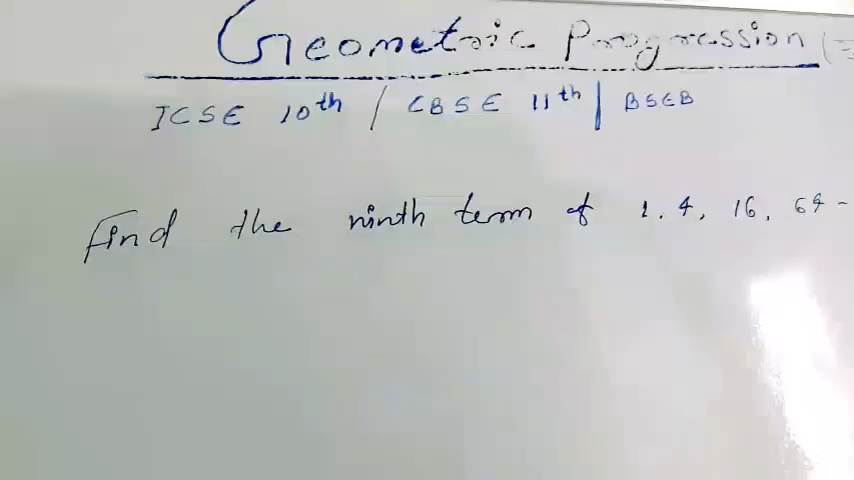 Geometric Progression (
ICSE 10th / CBSE 11th | BSEB
Find the ninth term of 1, 4, 16, 64 -